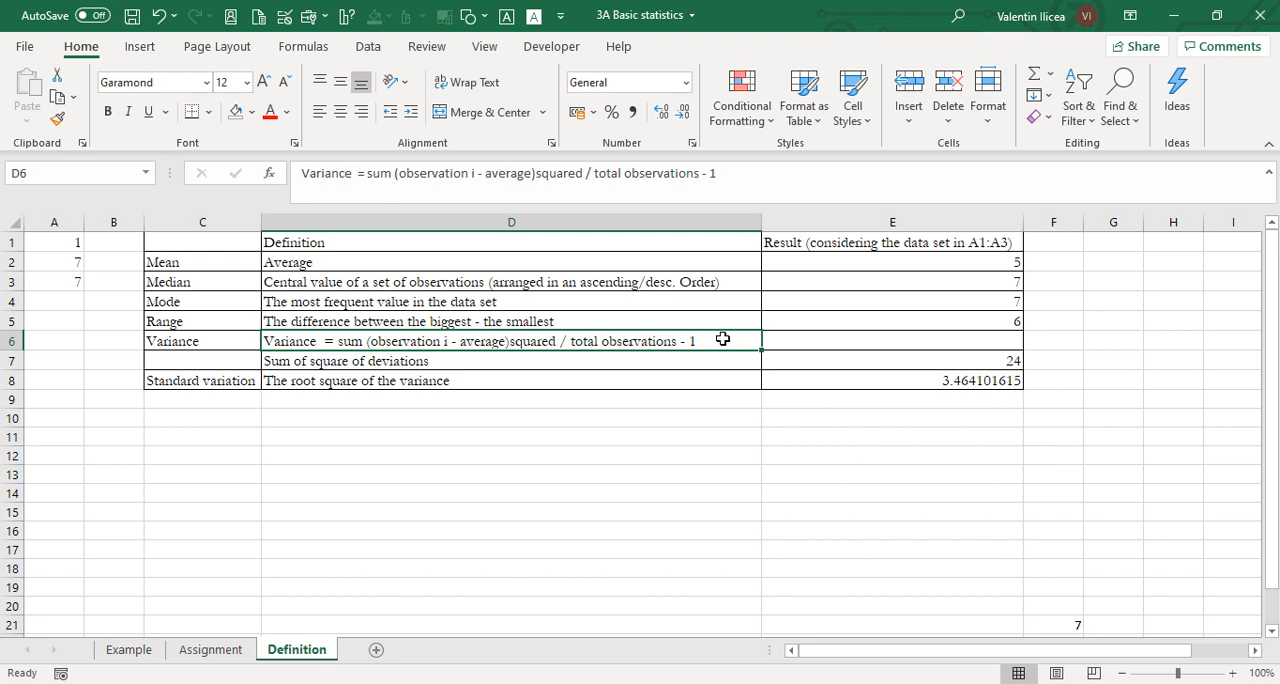 AutoSave Off 3A Basic statistics Valentin Ilicea VI
File Home Insert Page Layout Formulas Data Review View Developer Help Share Comments
Paste Garamond 12 Wrap Text General Conditional Formatting Format as Table Cell Styles Insert Delete Format Sort & Filter Find & Select Ideas
B I U A Merge & Center %
Clipboard Font Alignment Number Styles Cells Editing Ideas
D6 fx Variance = sum (observation i - average)squared / total observations - 1
A B C D E F G H I
1 1 Definition Result (considering the data set in A1:A3)
2 7 Mean Average 5
3 7 Median Central value of a set of observations (arranged in an ascending/desc. Order) 7
4 Mode The most frequent value in the data set 7
5 Range The difference between the biggest - the smallest 6
6 Variance Variance = sum (observation i - average)squared / total observations - 1
7 Sum of square of deviations 24
8 Standard variation The root square of the variance 3.464101615
9
10
11
12
13
14
15
16
17
18
19
20
21 7
Example Assignment Definition
Ready 100%